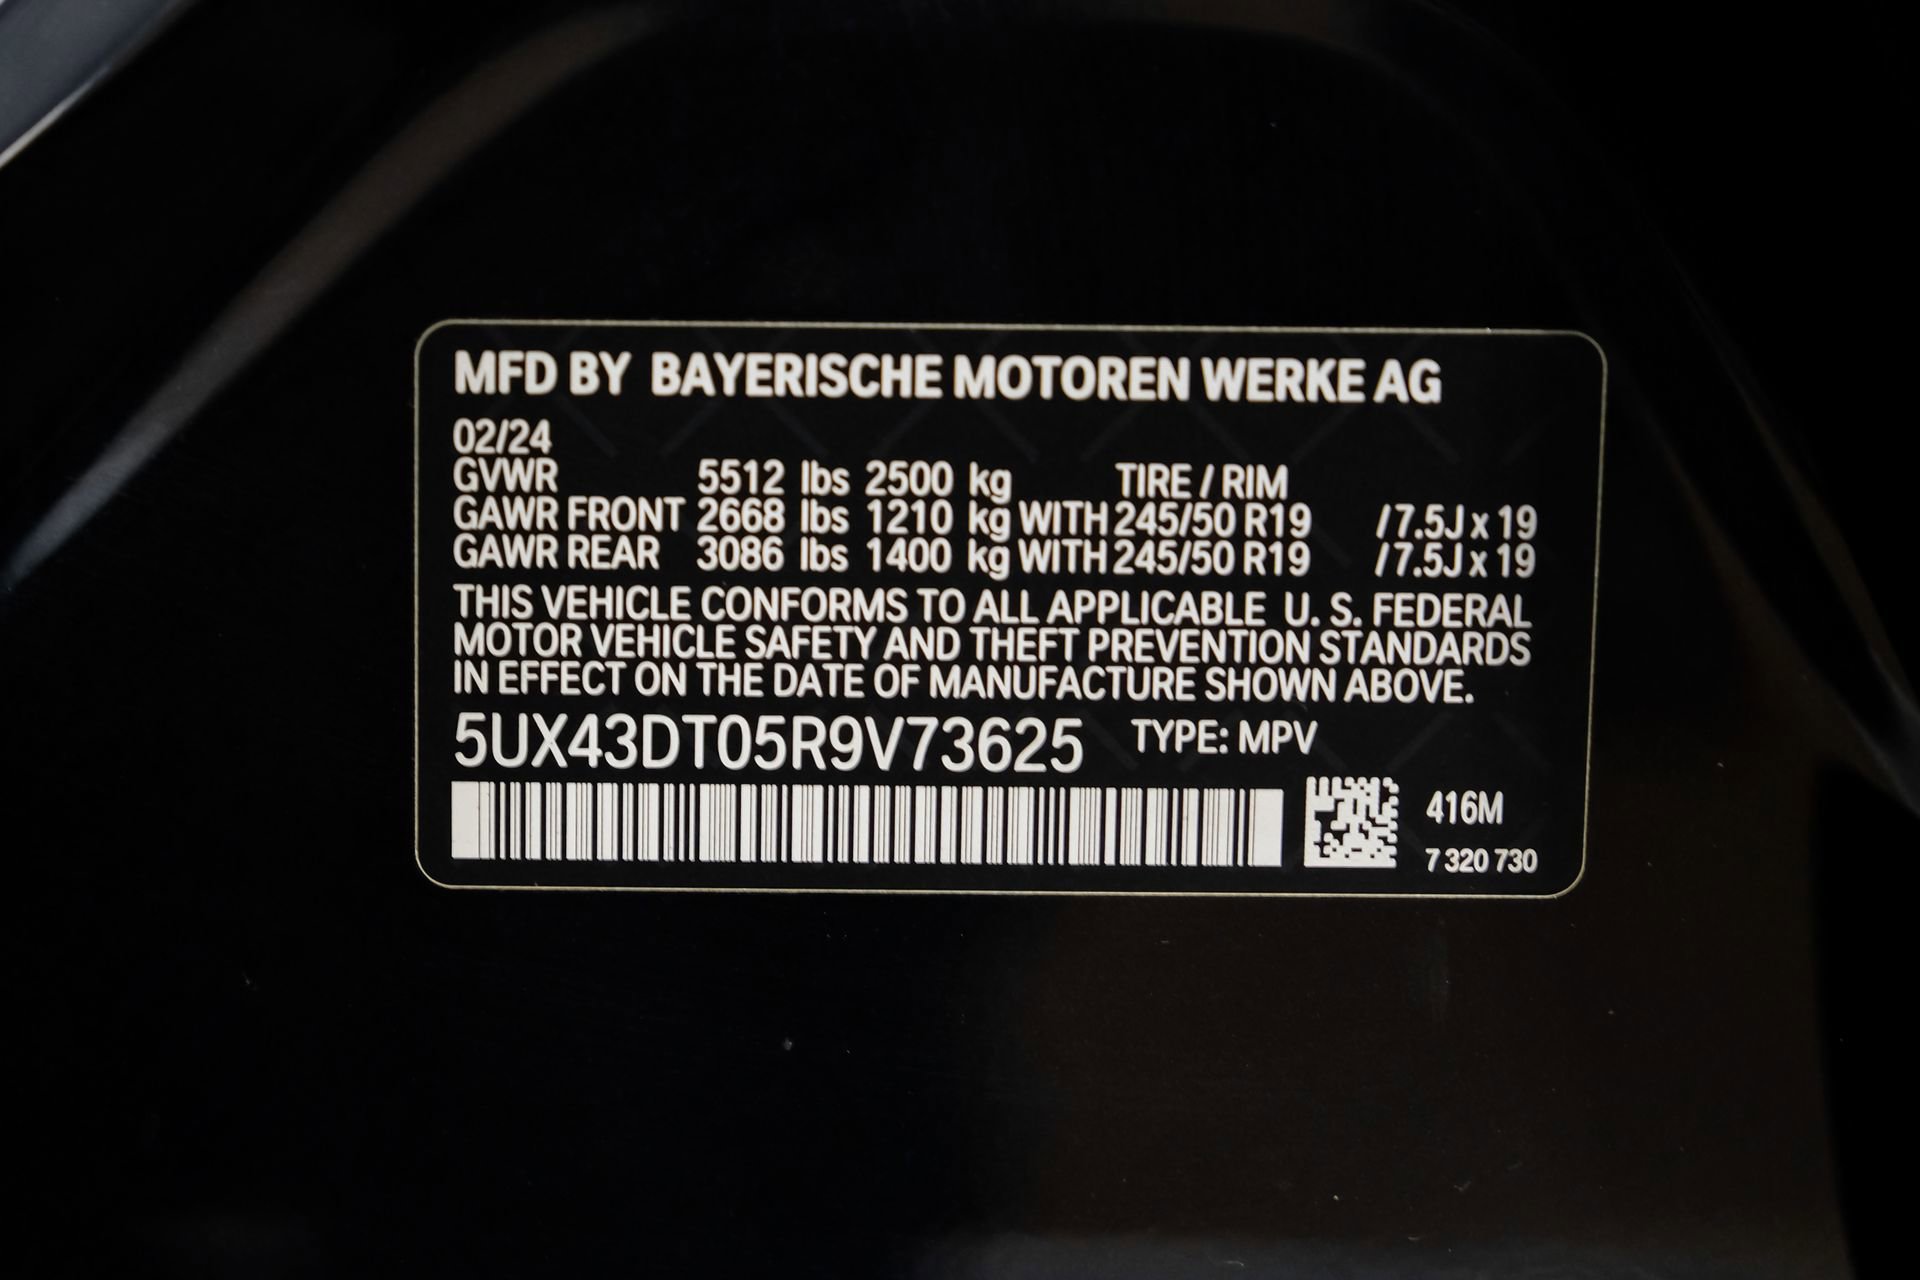 MFD BY BAYERISCHE MOTOREN WERKE AG
02/24
GVWR 5512 lbs 2500 kg TIRE / RIM
GAWR FRONT 2668 lbs 1210 kg WITH 245/50 R19 / 7.5J x 19
GAWR REAR 3086 lbs 1400 kg WITH 245/50 R19 / 7.5J x 19
THIS VEHICLE CONFORMS TO ALL APPLICABLE U. S. FEDERAL
MOTOR VEHICLE SAFETY AND THEFT PREVENTION STANDARDS
IN EFFECT ON THE DATE OF MANUFACTURE SHOWN ABOVE.
5UX43DT05R9V73625 TYPE: MPV
416M
7 320 730